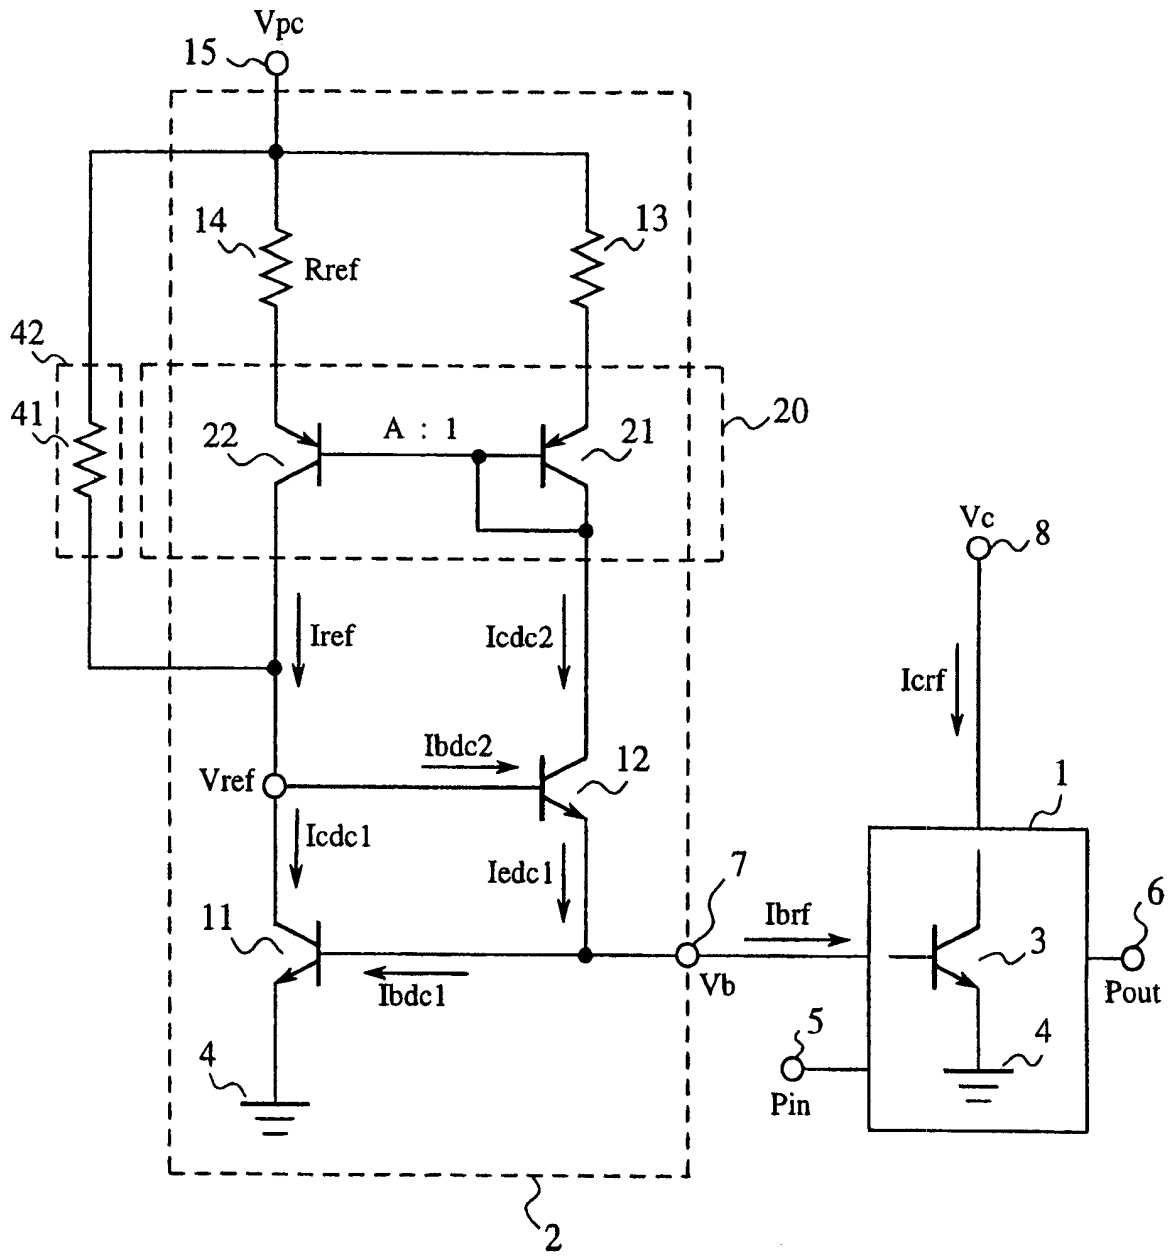 Vpc
15
14
Rref
13
42
41
22
A : 1
21
20
Vc
8
Iref
Icdc2
Icrf
Ibdc2
12
Vref
1
Icdc1
Iedc1
7
Ibrf
6
11
3
Ibdc1
Vb
Pout
5
4
4
Pin
2